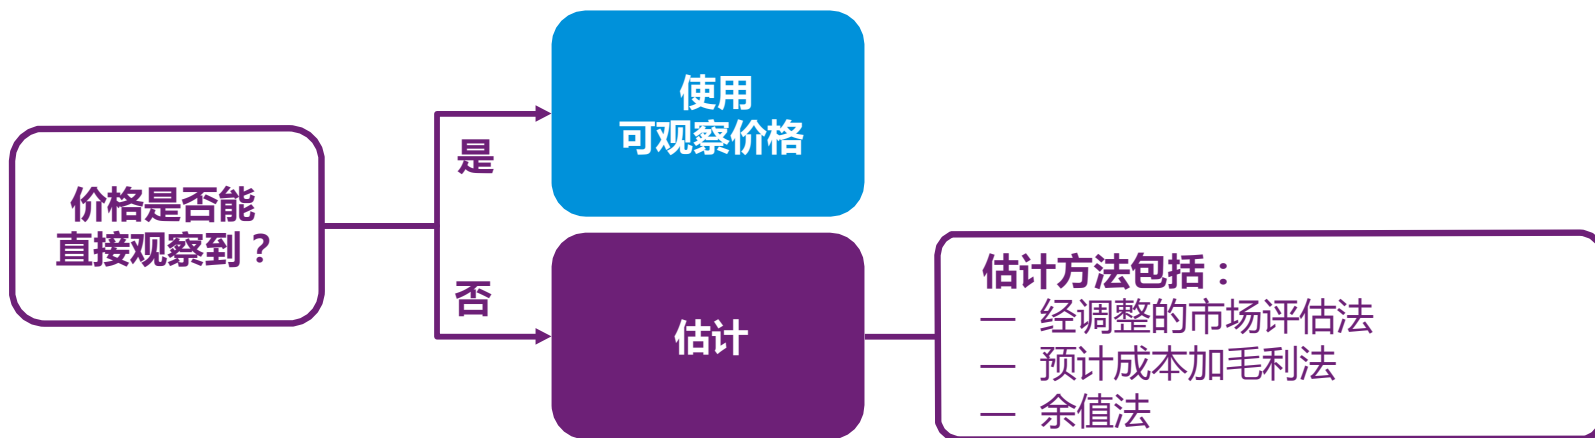 价格是否能
直接观察到？
是
使用
可观察价格
否
估计
估计方法包括：
— 经调整的市场评估法
— 预计成本加毛利法
— 余值法